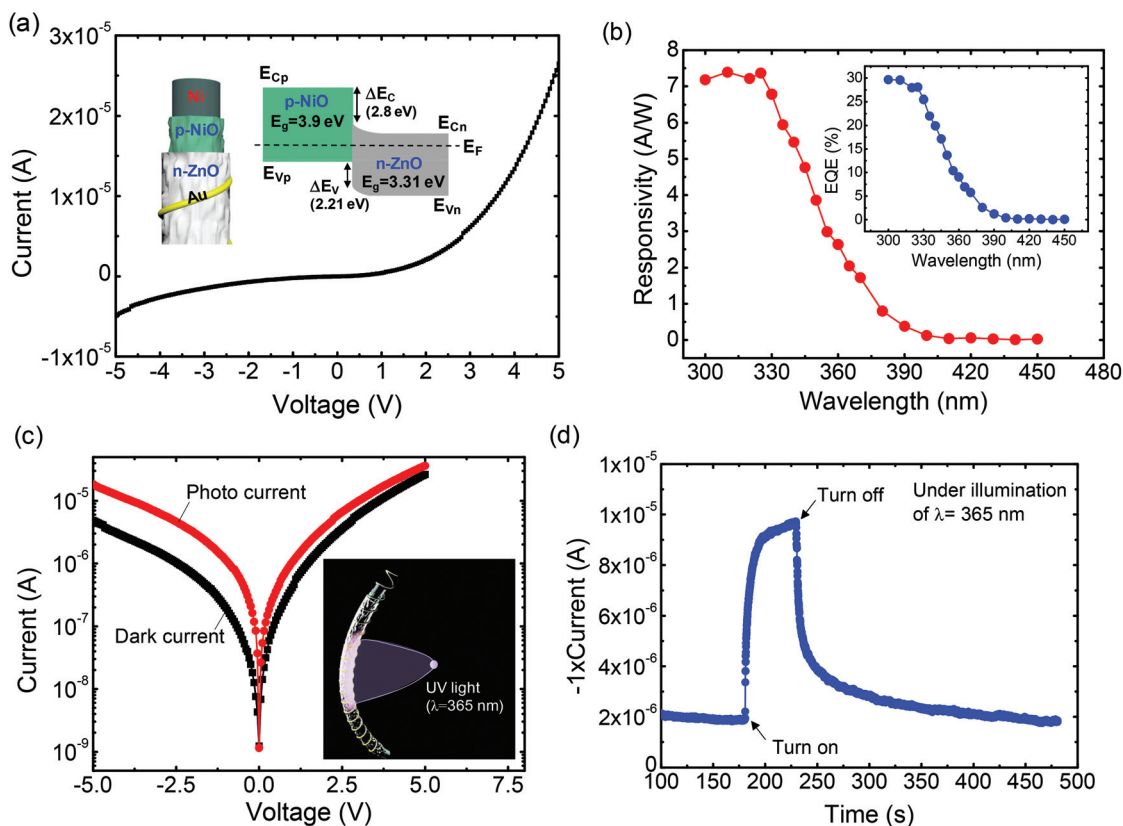 (a)
3x10⁻⁵
2x10⁻⁵
1x10⁻⁵
0
-1x10⁻⁵
Current (A)
-5 -4 -3 -2 -1 0 1 2 3 4 5
Voltage (V)
Ni
p-NiO
n-ZnO
Au
E_Cp
p-NiO
E_g=3.9 eV
E_Vp
ΔE_C
(2.8 eV)
E_Cn
E_F
n-ZnO
E_g=3.31 eV
ΔE_V
(2.21 eV)
E_Vn
(b)
8
7
6
5
4
3
2
1
0
Responsivity (A/W)
300 330 360 390 420 450 480
Wavelength (nm)
30
25
20
15
10
5
0
EQE (%)
300 330 360 390 420 450
Wavelength (nm)
(c)
10⁻⁵
10⁻⁶
10⁻⁷
10⁻⁸
10⁻⁹
Current (A)
Photo current
Dark current
UV light
(λ=365 nm)
-5.0 -2.5 0.0 2.5 5.0 7.5
Voltage (V)
(d)
1x10⁻⁵
8x10⁻⁶
6x10⁻⁶
4x10⁻⁶
2x10⁻⁶
0
-1xCurrent (A)
Turn off
Under illumination
of λ= 365 nm
Turn on
100 150 200 250 300 350 400 450 500
Time (s)